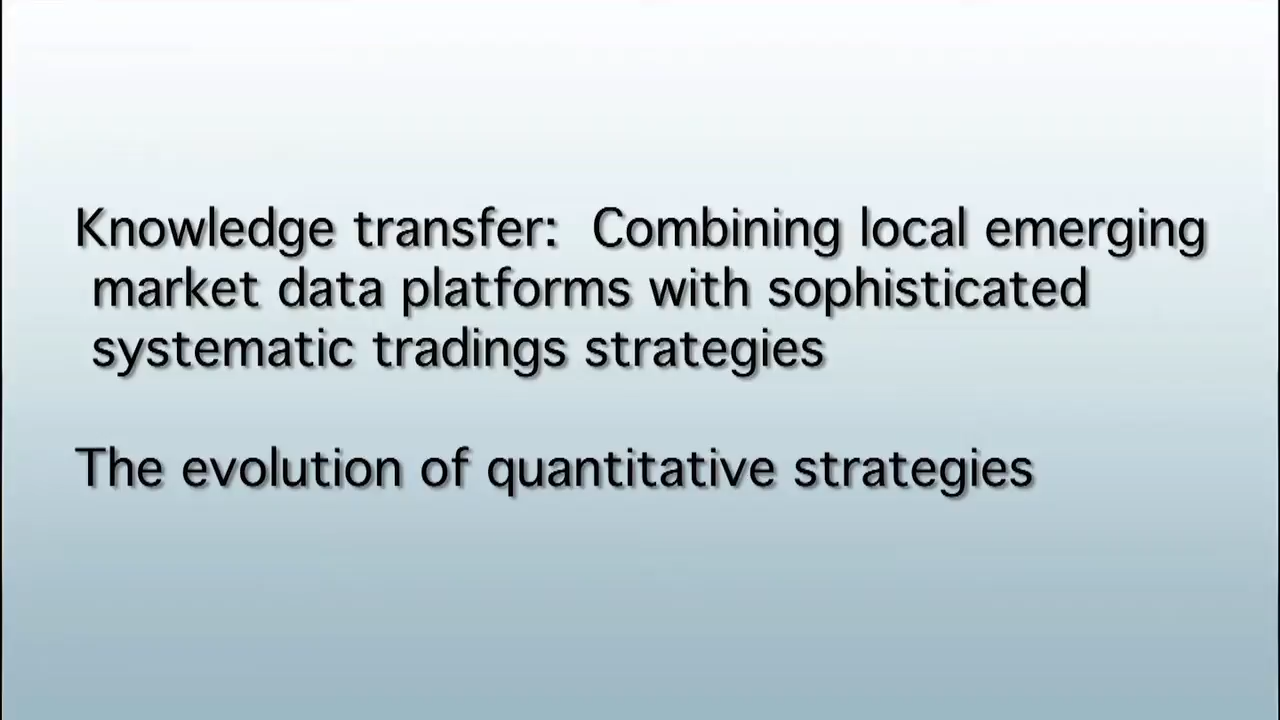 Knowledge transfer:  Combining local emerging
market data platforms with sophisticated
systematic tradings strategies
The evolution of quantitative strategies